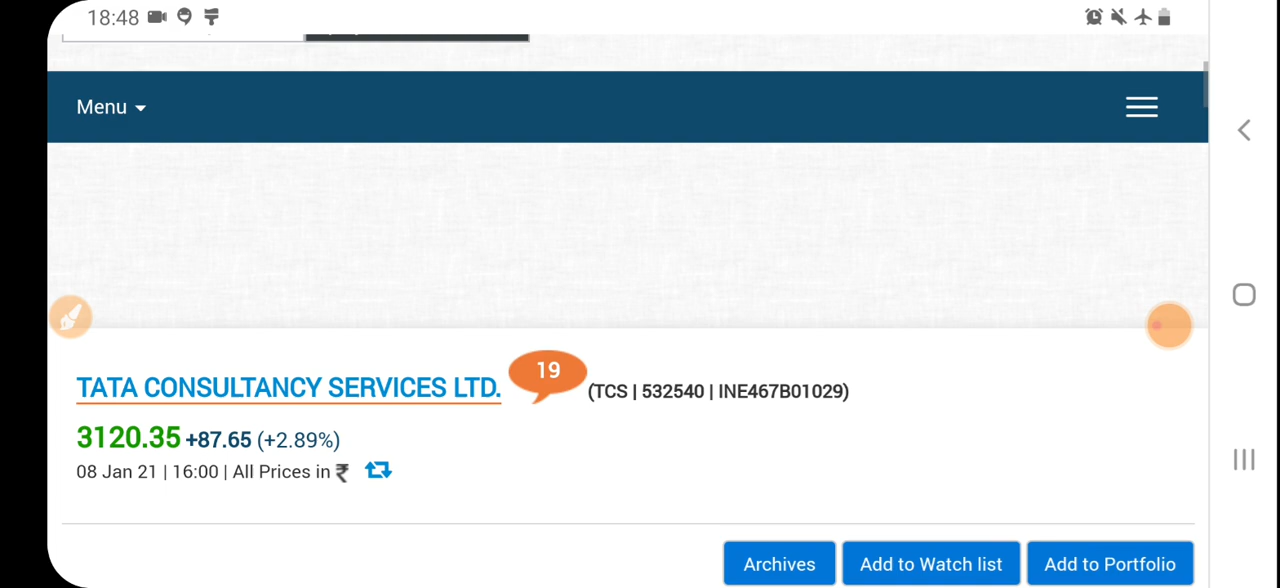 18:48
Menu
19
TATA CONSULTANCY SERVICES LTD. (TCS | 532540 | INE467B01029)
3120.35 +87.65 (+2.89%)
08 Jan 21 | 16:00 | All Prices in ₹
Archives Add to Watch list Add to Portfolio